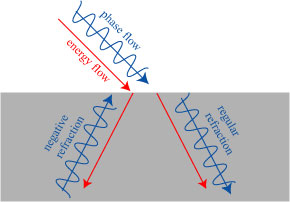 phase flow
energy flow
negative
refraction
regular
refraction